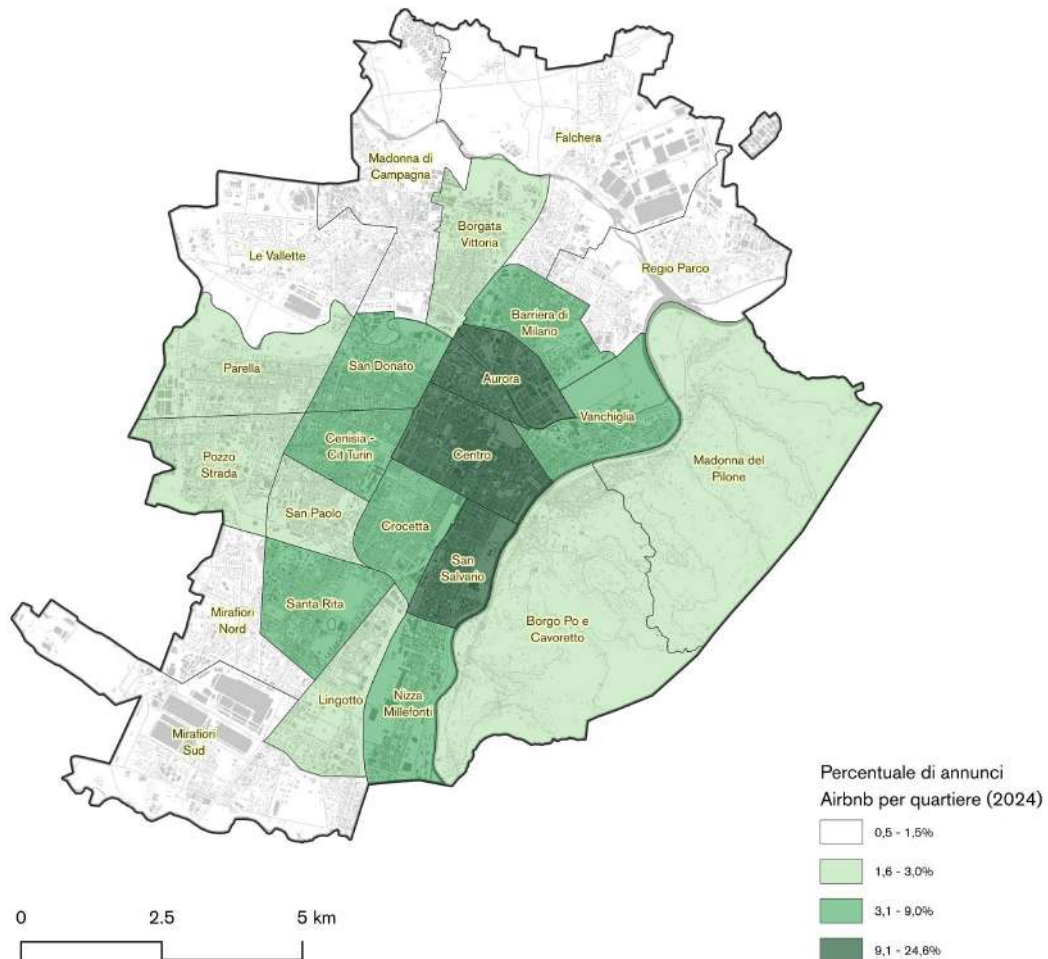 Falchera
Madonna di
Campagna
Borgata
Vittoria
Le Vallette
Regio Parco
Barriera di
Milano
Parella
San Donato
Aurora
Vanchiglia
Cenisia -
Cit Turin
Centro
Pozzo
Strada
Madonna del
Pilone
San Paolo
Crocetta
San
Salvario
Santa Rita
Mirafiori
Nord
Borgo Po e
Cavoretto
Lingotto
Nizza
Millefonti
Mirafiori
Sud
Percentuale di annunci
Airbnb per quartiere (2024)
0,5 - 1,5%
1,6 - 3,0%
3,1 - 9,0%
9,1 - 24,6%
0 2.5 5 km